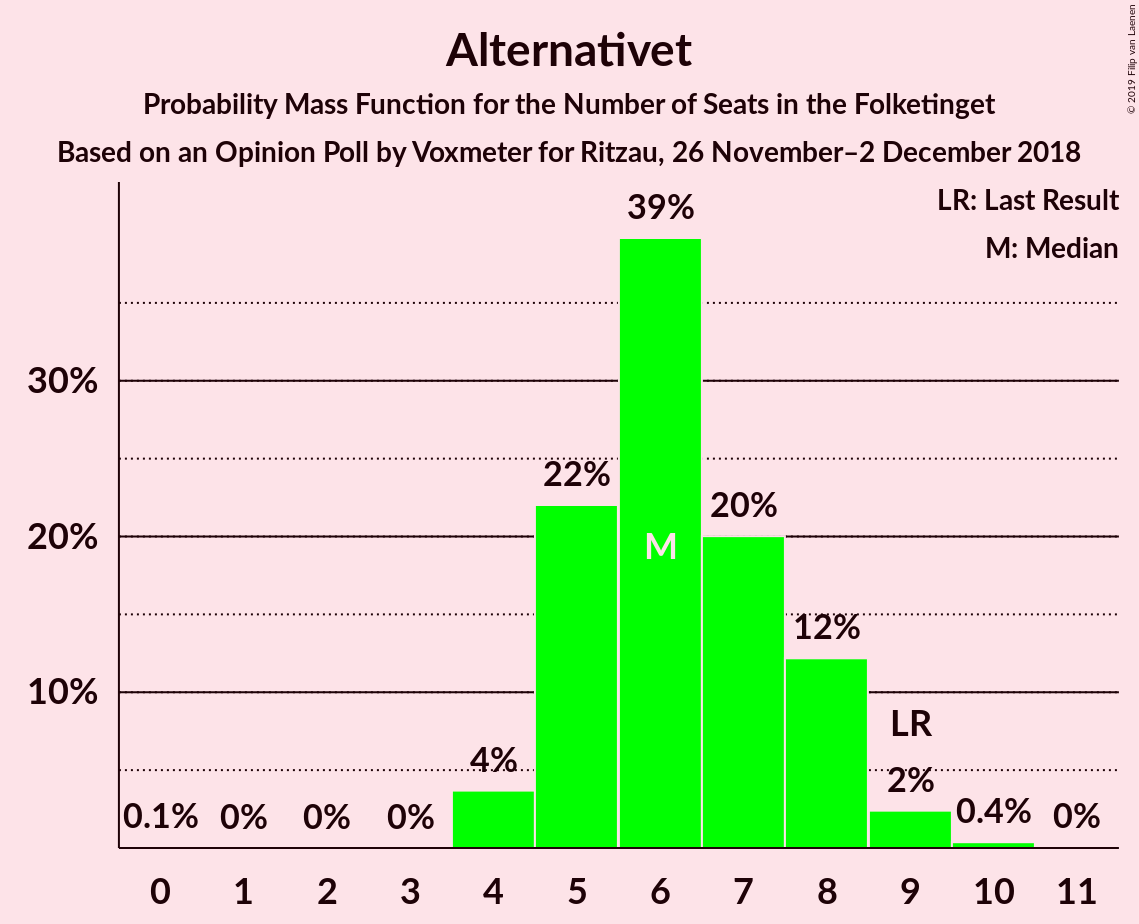 Alternativet
Probability Mass Function for the Number of Seats in the Folketinget
Based on an Opinion Poll by Voxmeter for Ritzau, 26 November–2 December 2018
© 2019 Filip van Laenen
LR: Last Result
M: Median
39%
30%
22%
20%
20%
M
12%
10%
LR
4%
2%
0.1% 0% 0% 0% 0.4% 0%
0 1 2 3 4 5 6 7 8 9 10 11